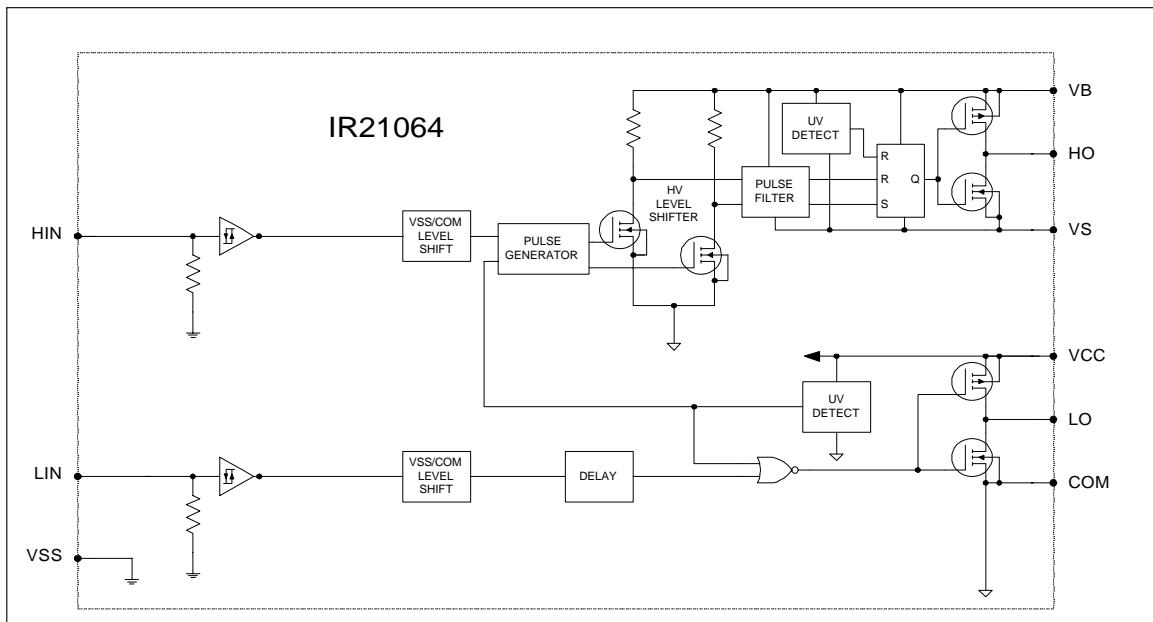 IR21064
VB
UV
DETECT
R
HO
R
Q
S
PULSE
FILTER
HV
LEVEL
SHIFTER
VS
HIN
VSS/COM
LEVEL
SHIFT
PULSE
GENERATOR
VCC
UV
DETECT
LO
LIN
VSS/COM
LEVEL
SHIFT
DELAY
COM
VSS